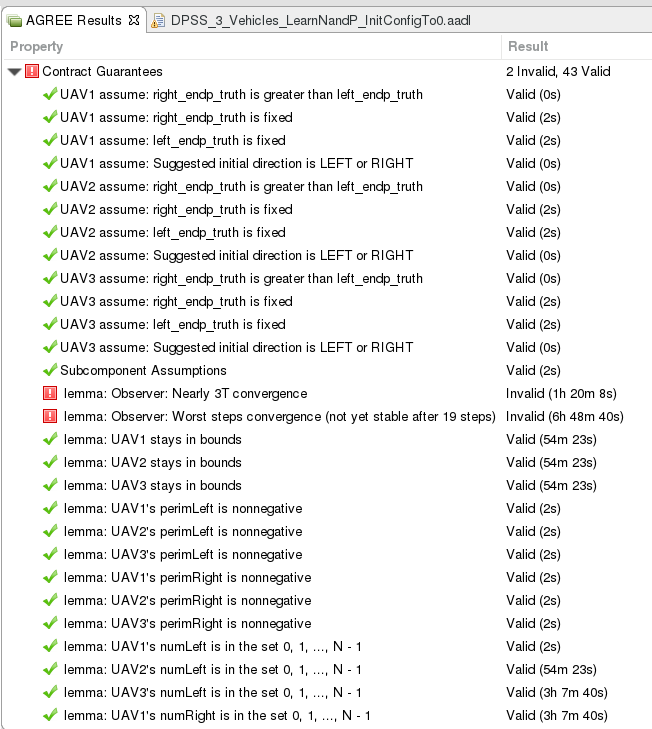 AGREE Results DPSS_3_Vehicles_LearnNandP_InitConfigTo0.aadl
Property Result
Contract Guarantees 2 Invalid, 43 Valid
UAV1 assume: right_endp_truth is greater than left_endp_truth Valid (0s)
UAV1 assume: right_endp_truth is fixed Valid (2s)
UAV1 assume: left_endp_truth is fixed Valid (2s)
UAV1 assume: Suggested initial direction is LEFT or RIGHT Valid (0s)
UAV2 assume: right_endp_truth is greater than left_endp_truth Valid (0s)
UAV2 assume: right_endp_truth is fixed Valid (2s)
UAV2 assume: left_endp_truth is fixed Valid (2s)
UAV2 assume: Suggested initial direction is LEFT or RIGHT Valid (0s)
UAV3 assume: right_endp_truth is greater than left_endp_truth Valid (0s)
UAV3 assume: right_endp_truth is fixed Valid (2s)
UAV3 assume: left_endp_truth is fixed Valid (2s)
UAV3 assume: Suggested initial direction is LEFT or RIGHT Valid (0s)
Subcomponent Assumptions Valid (2s)
lemma: Observer: Nearly 3T convergence Invalid (1h 20m 8s)
lemma: Observer: Worst steps convergence (not yet stable after 19 steps) Invalid (6h 48m 40s)
lemma: UAV1 stays in bounds Valid (54m 23s)
lemma: UAV2 stays in bounds Valid (54m 23s)
lemma: UAV3 stays in bounds Valid (54m 23s)
lemma: UAV1's perimLeft is nonnegative Valid (2s)
lemma: UAV2's perimLeft is nonnegative Valid (2s)
lemma: UAV3's perimLeft is nonnegative Valid (2s)
lemma: UAV1's perimRight is nonnegative Valid (2s)
lemma: UAV2's perimRight is nonnegative Valid (2s)
lemma: UAV3's perimRight is nonnegative Valid (2s)
lemma: UAV1's numLeft is in the set 0, 1, ..., N - 1 Valid (2s)
lemma: UAV2's numLeft is in the set 0, 1, ..., N - 1 Valid (54m 23s)
lemma: UAV3's numLeft is in the set 0, 1, ..., N - 1 Valid (3h 7m 40s)
lemma: UAV1's numRight is in the set 0, 1, ..., N - 1 Valid (3h 7m 40s)